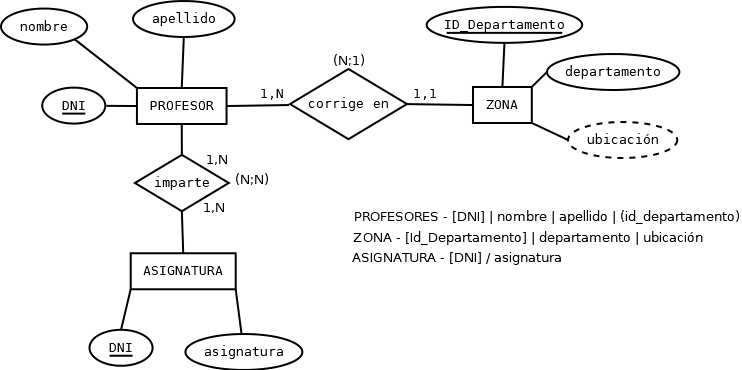 nombre
apellido
ID_Departamento
(N;1)
departamento
DNI
PROFESOR
1,N
corrige en
1,1
ZONA
ubicación
1,N
imparte
(N;N)
1,N
PROFESORES - [DNI] | nombre | apellido | (id_departamento)
ZONA - [Id_Departamento] | departamento | ubicación
ASIGNATURA - [DNI] / asignatura
ASIGNATURA
DNI
asignatura